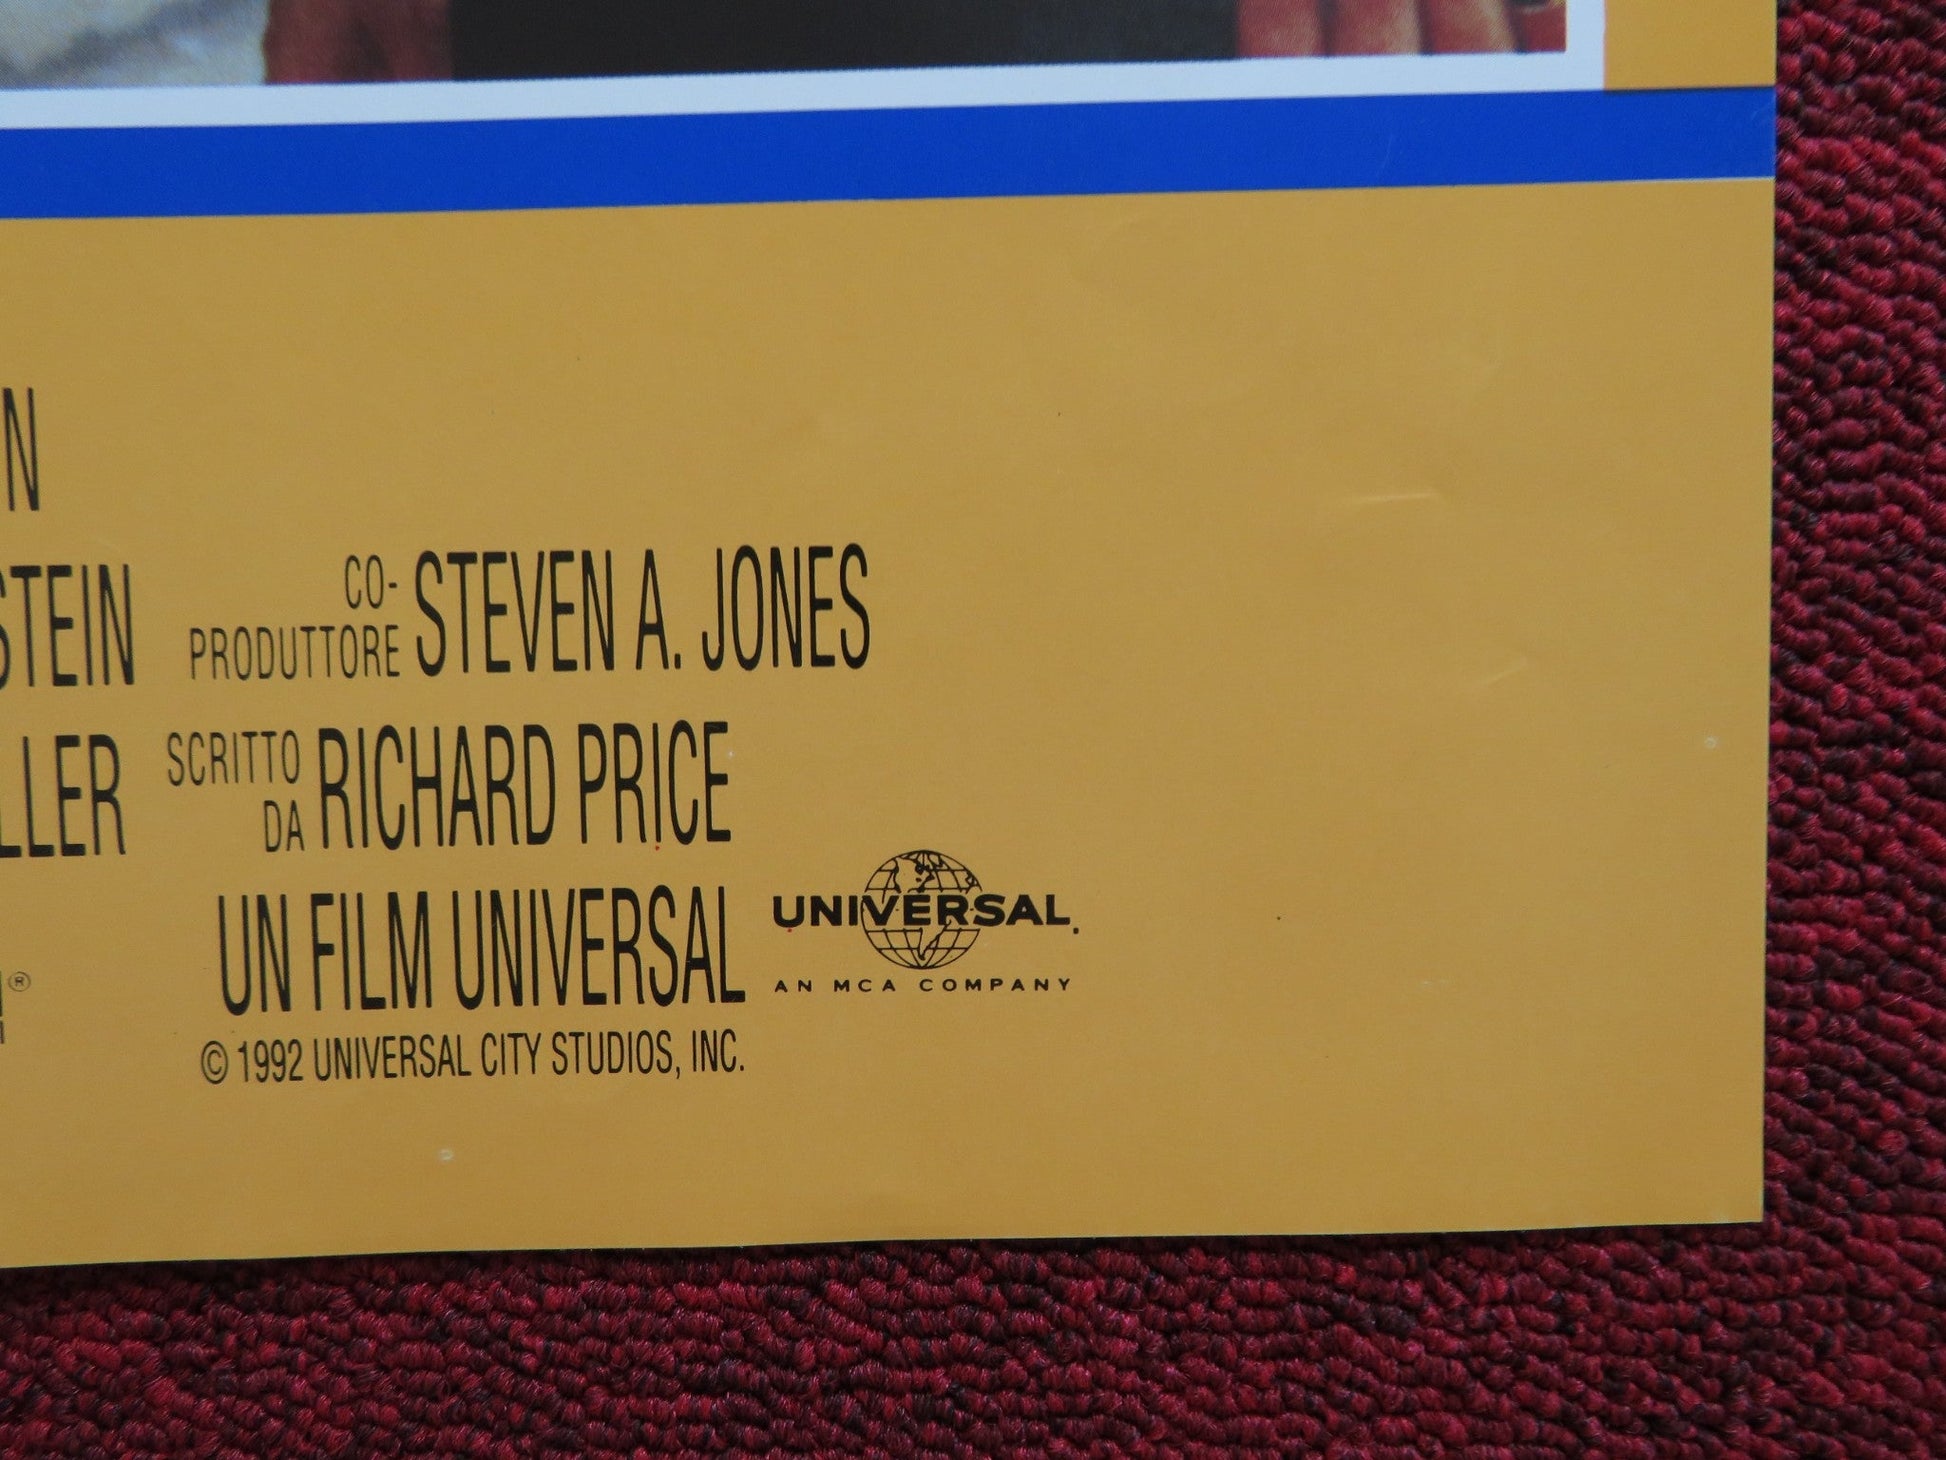 N
STEIN CO-PRODUTTORE STEVEN A. JONES
LLER SCRITTO DA RICHARD PRICE
UN FILM UNIVERSAL
UNIVERSAL.
AN MCA COMPANY
®
© 1992 UNIVERSAL CITY STUDIOS, INC.